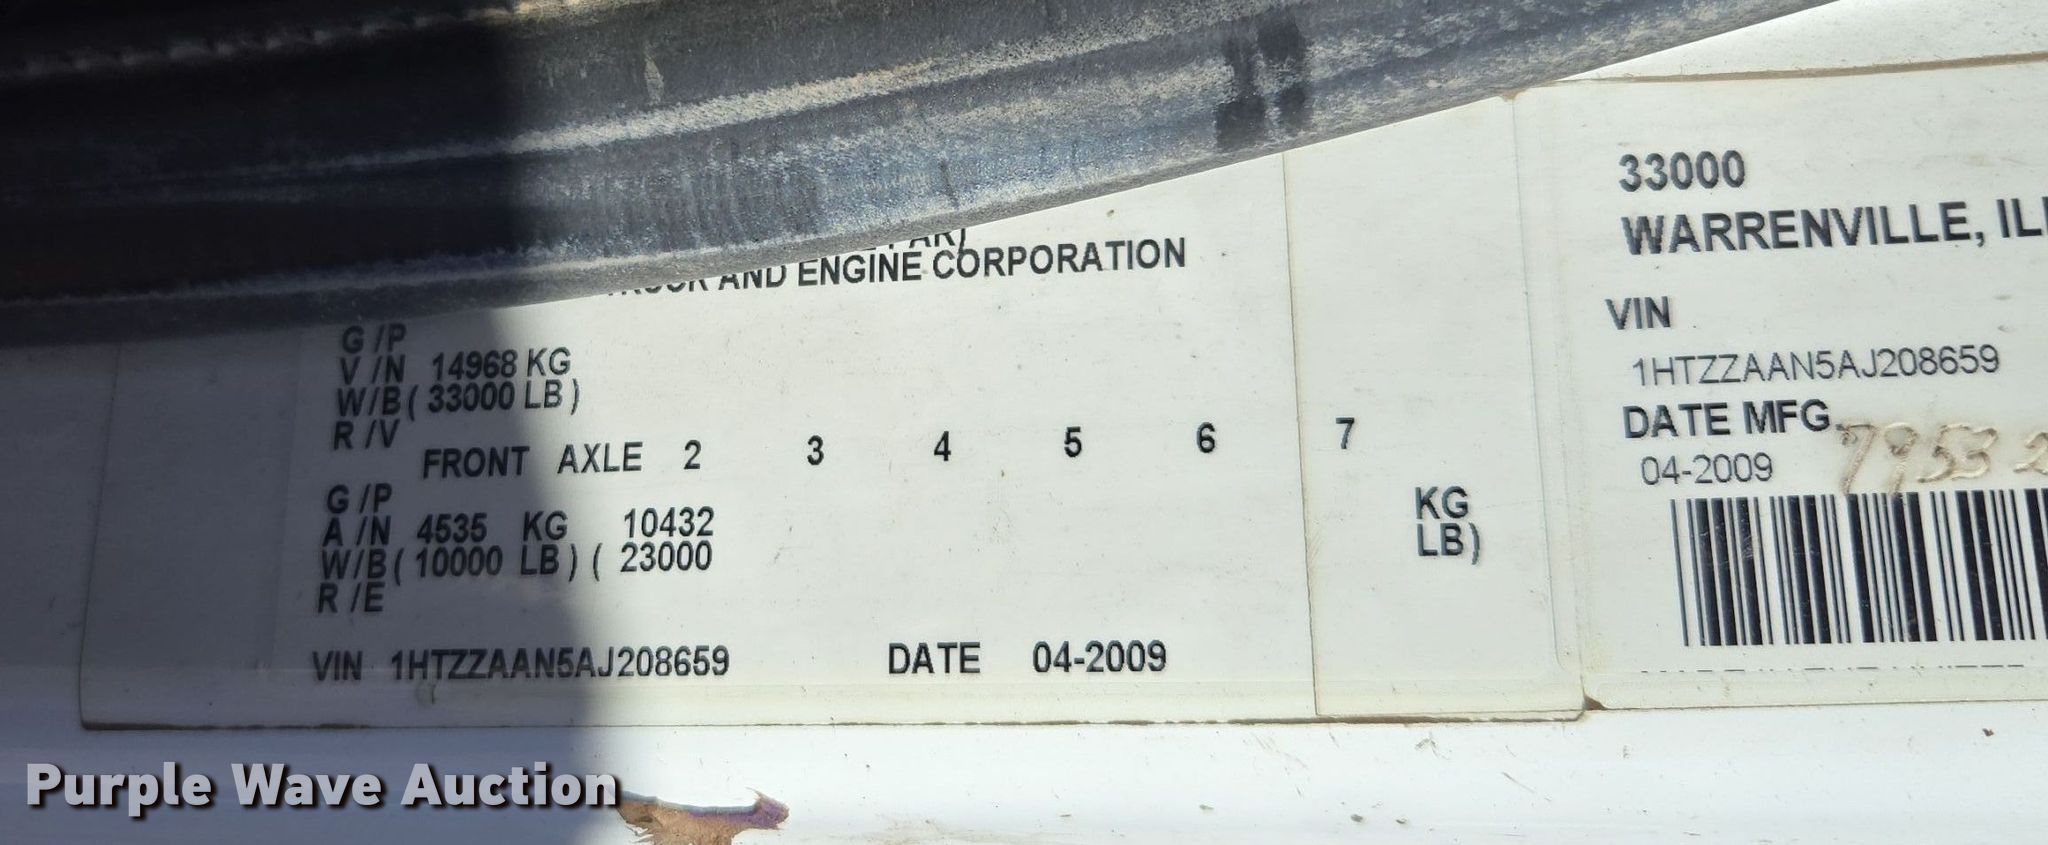 AND ENGINE CORPORATION
G /P
V /N 14968 KG
W/B ( 33000 LB )
R /V
FRONT AXLE 2 3 4 5 6 7
G /P
A /N 4535 KG 10432 KG
W/B ( 10000 LB ) ( 23000 LB)
R /E
VIN 1HTZZAAN5AJ208659 DATE 04-2009
33000
WARRENVILLE,
VIN
1HTZZAAN5AJ208659
DATE MFG.
04-2009
79532
Purple Wave Auction